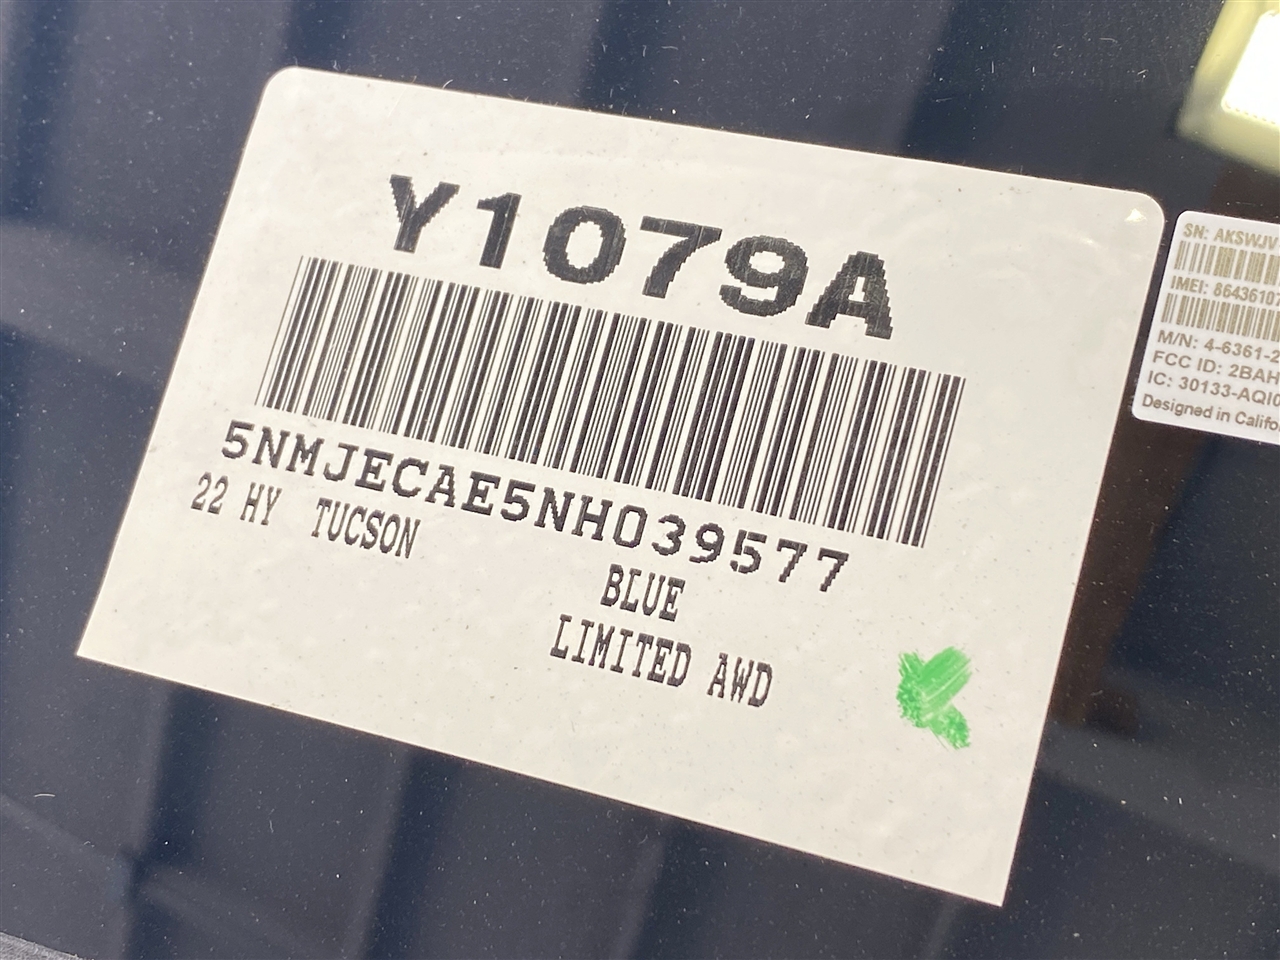 Y1079A
5NMJECAE5NH039577
22 HY TUCSON
BLUE
LIMITED AWD
SN: AKSWJV
IMEI: 8643610
M/N: 4-6361-2
FCC ID: 2BAH
IC: 30133-AQI0
Designed in Califo